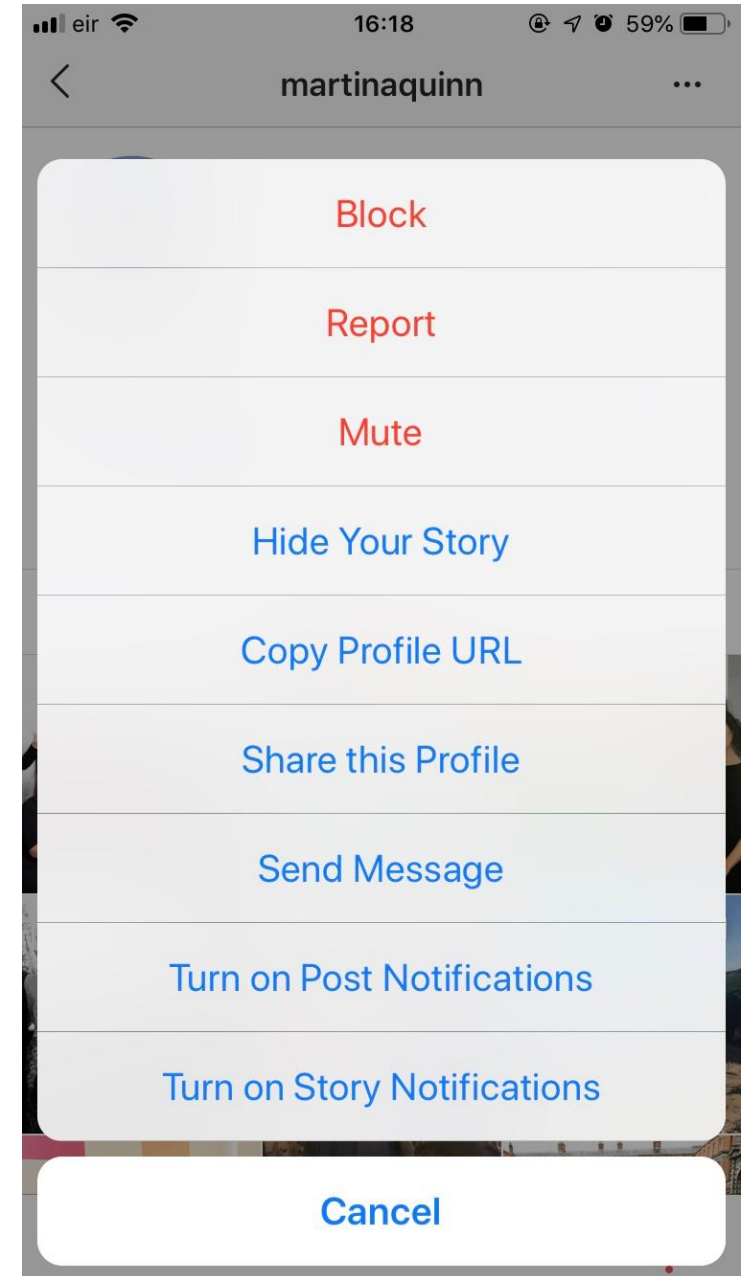 eir 16:18 59%
martinaquinn ...
Block
Report
Mute
Hide Your Story
Copy Profile URL
Share this Profile
Send Message
Turn on Post Notifications
Turn on Story Notifications
Cancel